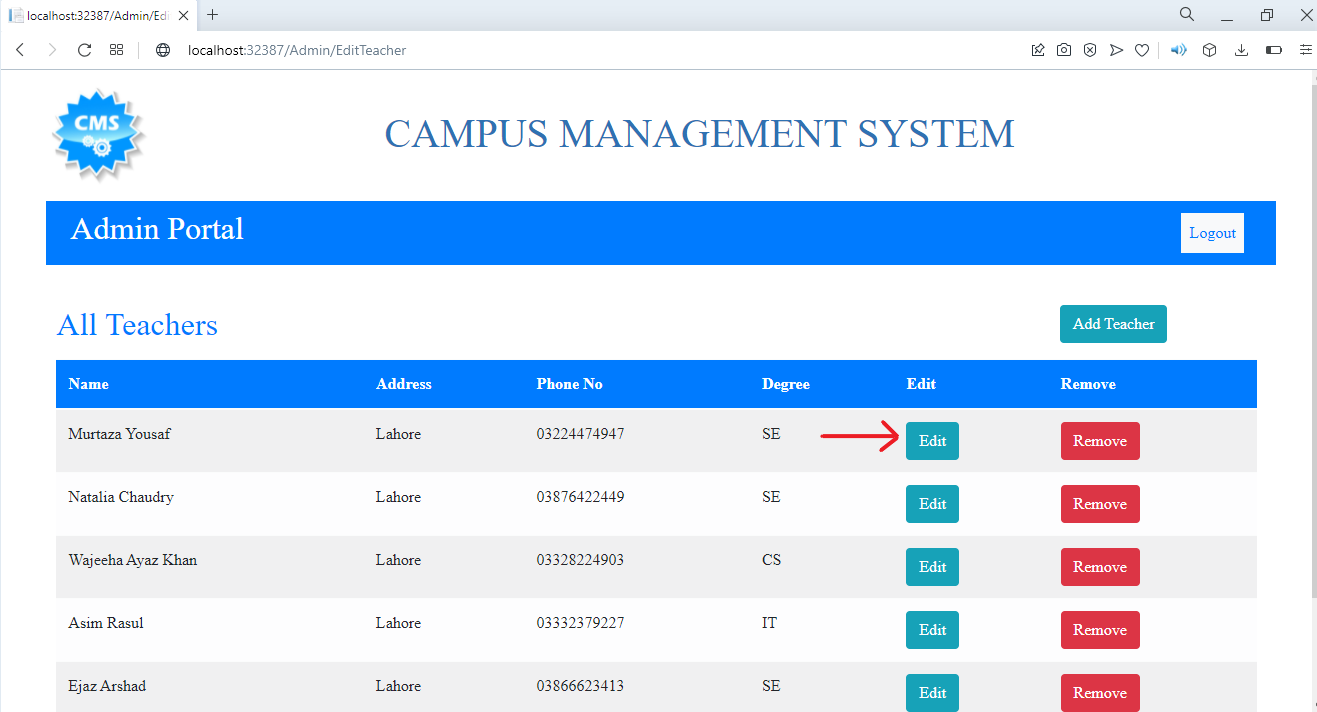 localhost:32387/Admin/Edi
localhost:32387/Admin/EditTeacher
CMS
CAMPUS MANAGEMENT SYSTEM
Admin Portal
Logout
All Teachers
Add Teacher
Name Address Phone No Degree Edit Remove
Murtaza Yousaf Lahore 03224474947 SE Edit Remove
Natalia Chaudry Lahore 03876422449 SE Edit Remove
Wajeeha Ayaz Khan Lahore 03328224903 CS Edit Remove
Asim Rasul Lahore 03332379227 IT Edit Remove
Ejaz Arshad Lahore 03866623413 SE Edit Remove